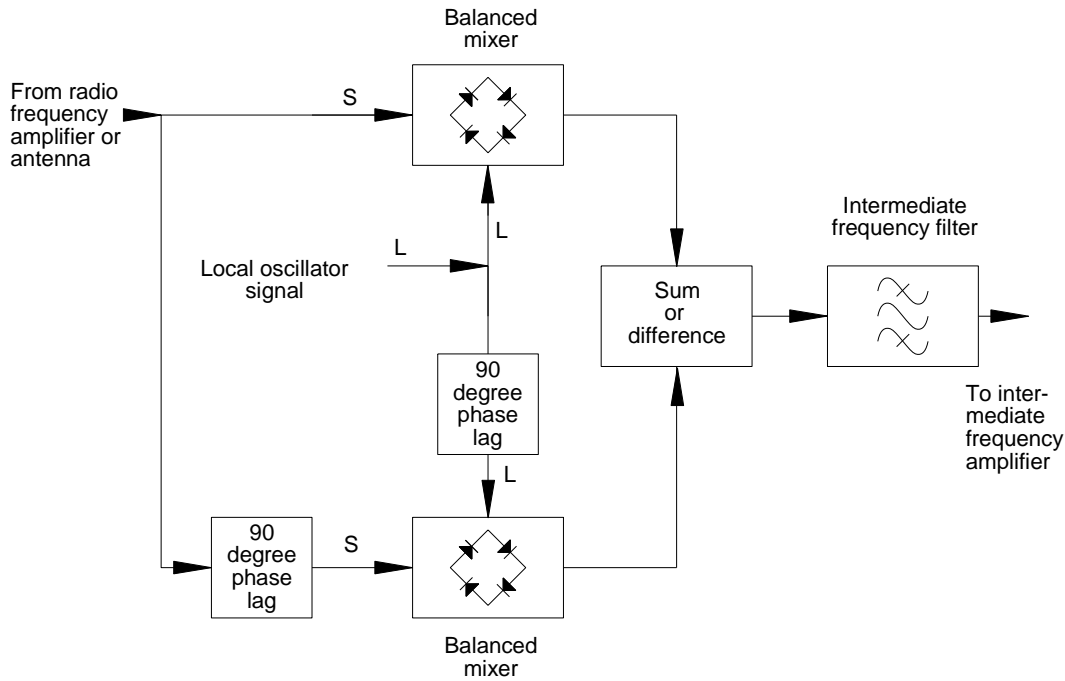 Balanced
mixer
From radio
frequency
amplifier or
antenna
S
L
L
Local oscillator
signal
Intermediate
frequency filter
Sum
or
difference
90
degree
phase
lag
To inter-
mediate
frequency
amplifier
L
90
degree
phase
lag
S
Balanced
mixer